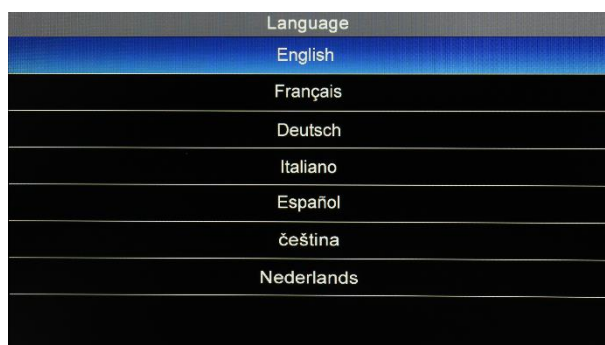 Language
English
Français
Deutsch
Italiano
Español
čeština
Nederlands